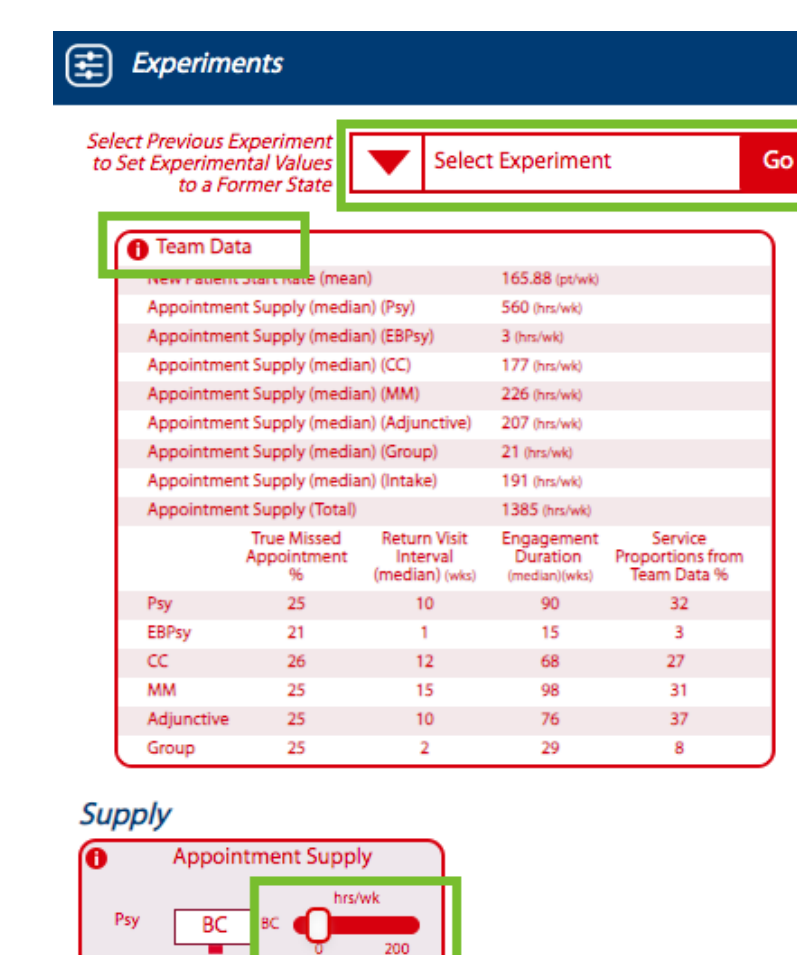 Experiments
Select Previous Experiment
to Set Experimental Values
to a Former State
Select Experiment Go
Team Data
New Patient Start Rate (mean) 165.88 (pt/wk)
Appointment Supply (median) (Psy) 560 (hrs/wk)
Appointment Supply (median) (EBPsy) 3 (hrs/wk)
Appointment Supply (median) (CC) 177 (hrs/wk)
Appointment Supply (median) (MM) 226 (hrs/wk)
Appointment Supply (median) (Adjunctive) 207 (hrs/wk)
Appointment Supply (median) (Group) 21 (hrs/wk)
Appointment Supply (median) (Intake) 191 (hrs/wk)
Appointment Supply (Total) 1385 (hrs/wk)
True Missed Return Visit Engagement Service
Appointment Interval Duration Proportions from
% (median) (wks) (median)(wks) Team Data %
Psy 25 10 90 32
EBPsy 21 1 15 3
CC 26 12 68 27
MM 25 15 98 31
Adjunctive 25 10 76 37
Group 25 2 29 8
Supply
Appointment Supply
hrs/wk
Psy BC BC
0 200